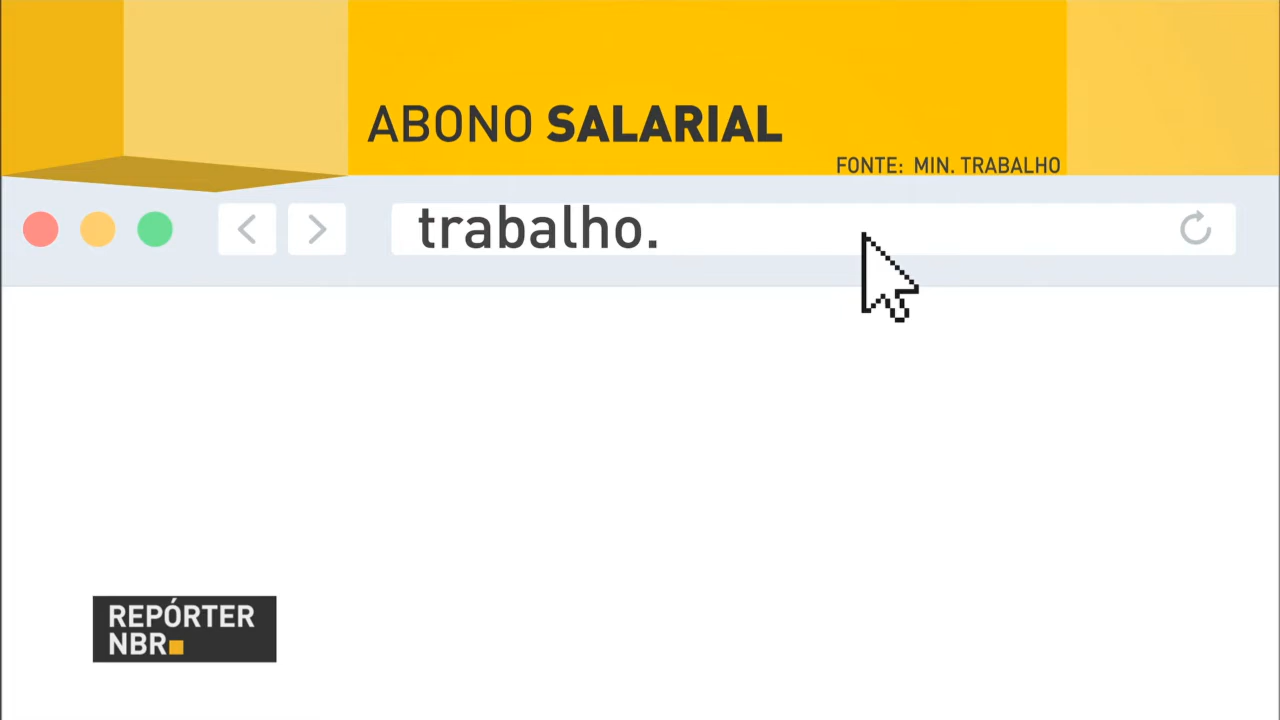 ABONO SALARIAL
FONTE: MIN. TRABALHO
trabalho.
REPÓRTER
NBR